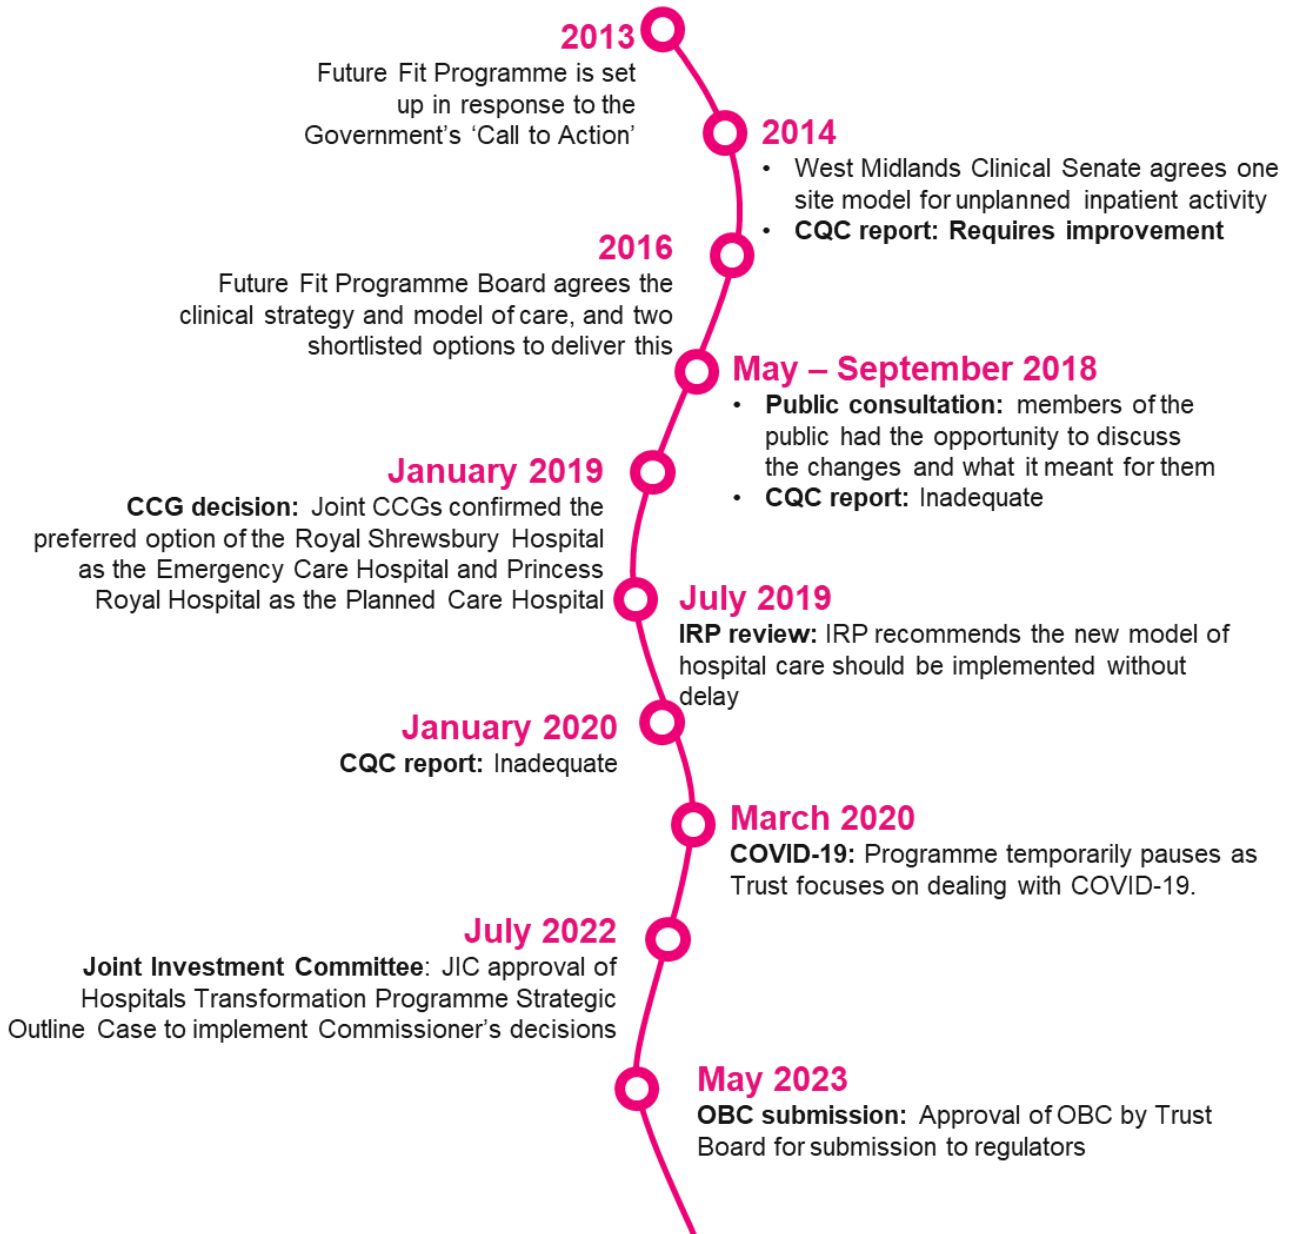 2013
Future Fit Programme is set
up in response to the
Government’s ‘Call to Action’
2014
• West Midlands Clinical Senate agrees one
site model for unplanned inpatient activity
• CQC report: Requires improvement
2016
Future Fit Programme Board agrees the
clinical strategy and model of care, and two
shortlisted options to deliver this
May – September 2018
• Public consultation: members of the
public had the opportunity to discuss
the changes and what it meant for them
• CQC report: Inadequate
January 2019
CCG decision: Joint CCGs confirmed the
preferred option of the Royal Shrewsbury Hospital
as the Emergency Care Hospital and Princess
Royal Hospital as the Planned Care Hospital
July 2019
IRP review: IRP recommends the new model of
hospital care should be implemented without
delay
January 2020
CQC report: Inadequate
March 2020
COVID-19: Programme temporarily pauses as
Trust focuses on dealing with COVID-19.
July 2022
Joint Investment Committee: JIC approval of
Hospitals Transformation Programme Strategic
Outline Case to implement Commissioner’s decisions
May 2023
OBC submission: Approval of OBC by Trust
Board for submission to regulators